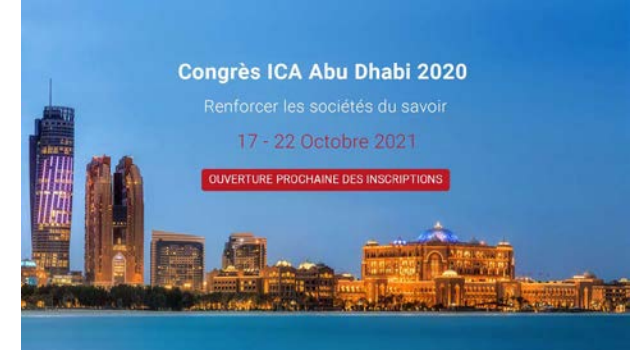 Congrès ICA Abu Dhabi 2020
Renforcer les sociétés du savoir
17 - 22 Octobre 2021
OUVERTURE PROCHAINE DES INSCRIPTIONS